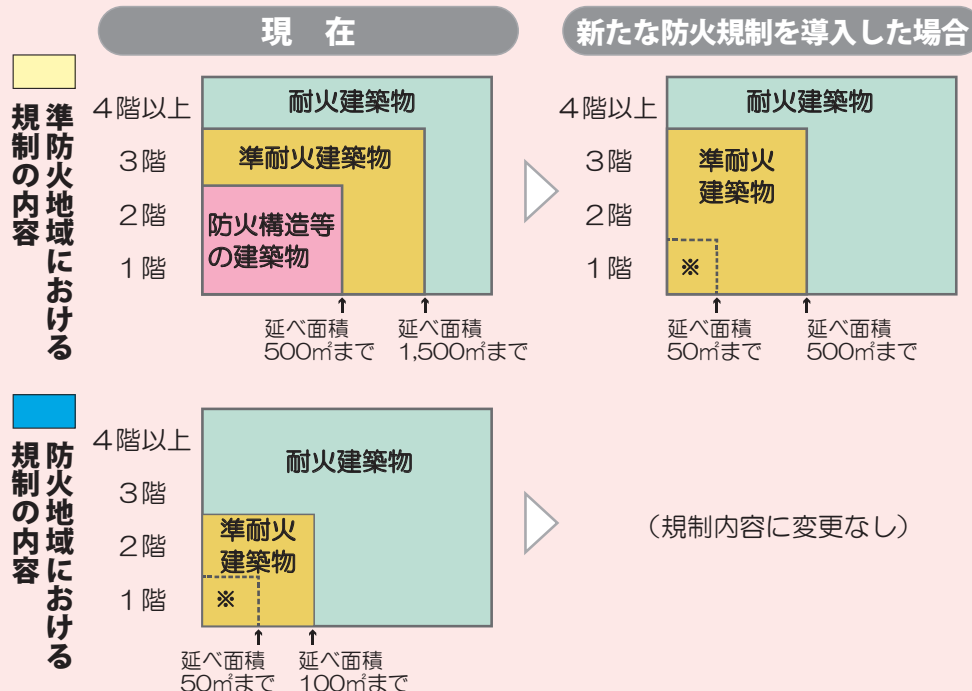 現 在
新たな防火規制を導入した場合
準防火地域における
規制の内容
4階以上
3階
2階
1階
耐火建築物
準耐火建築物
防火構造等
の建築物
延べ面積
500㎡まで
延べ面積
1,500㎡まで
4階以上
3階
2階
1階
耐火建築物
準耐火
建築物
※
延べ面積
50㎡まで
延べ面積
500㎡まで
防火地域における
規制の内容
4階以上
3階
2階
1階
耐火建築物
準耐火
建築物
※
延べ面積
50㎡まで
延べ面積
100㎡まで
（規制内容に変更なし）